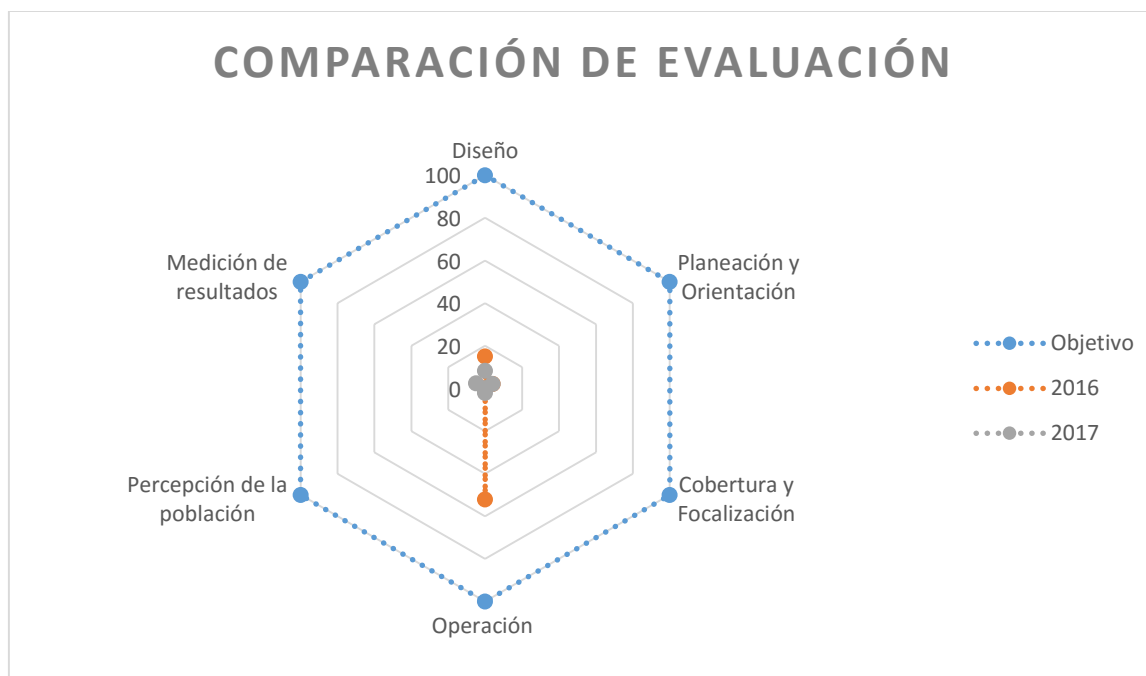 COMPARACIÓN DE EVALUACIÓN
Diseño
100
80
60
40
20
0
Planeación y
Orientación
Cobertura y
Focalización
Operación
Percepción de la
población
Medición de
resultados
Objetivo
2016
2017